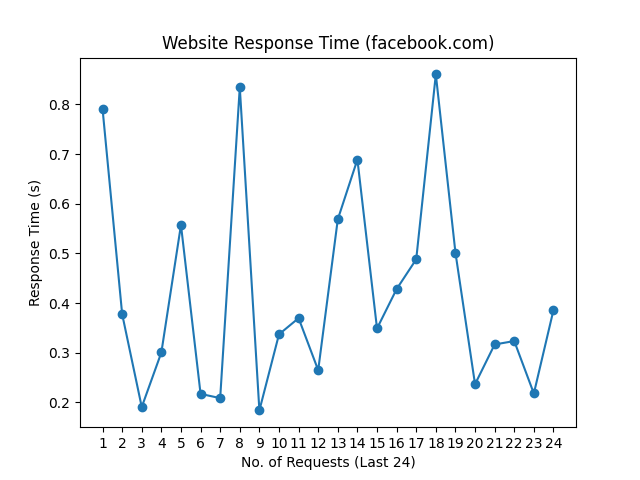 Website Response Time (facebook.com)
Response Time (s)
0.8
0.7
0.6
0.5
0.4
0.3
0.2
1 2 3 4 5 6 7 8 9 10 11 12 13 14 15 16 17 18 19 20 21 22 23 24
No. of Requests (Last 24)